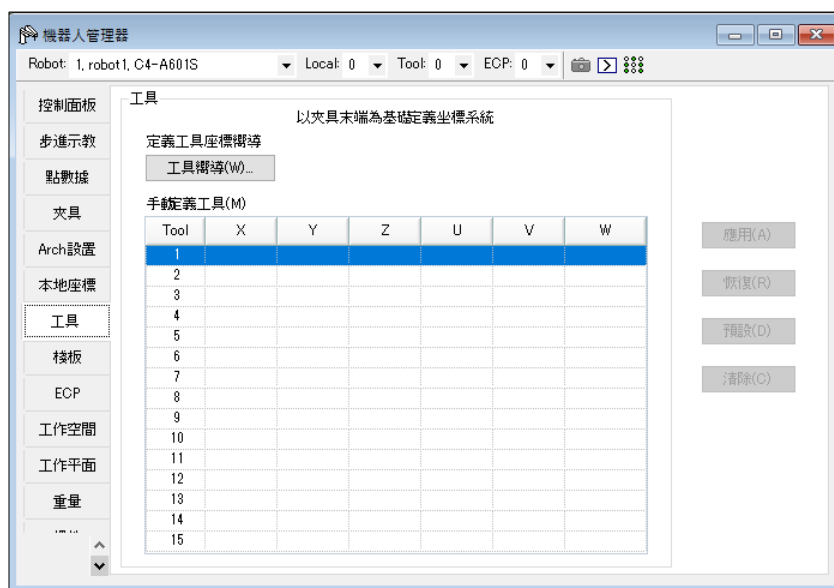 機器人管理器
Robot: 1, robot1, C4-A601S Local: 0 Tool: 0 ECP: 0
控制面板
步進示教
點數據
夾具
Arch設置
本地座標
工具
棧板
ECP
工作空間
工作平面
重量
工具
以夾具末端為基礎定義坐標系統
定義工具座標嚮導
工具嚮導(W)...
手動定義工具(M)
Tool X Y Z U V W
1
2
3
4
5
6
7
8
9
10
11
12
13
14
15
應用(A)
恢復(R)
預設(D)
清除(C)